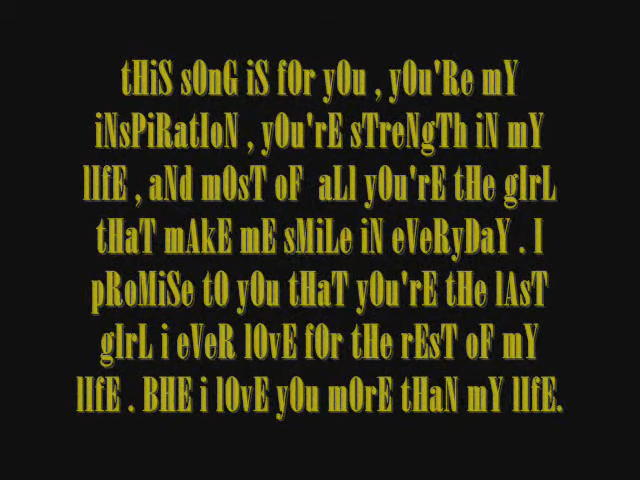 tHiS sOnG iS fOr yOu , yOu'Re mY
iNsPiRatIoN , yOu'rE sTreNgTh iN mY
lIfE , aNd mOsT oF aLl yOu'rE tHe gIrL
tHaT mAkE mE sMiLe iN eVeRyDaY . I
pRoMiSe tO yOu tHaT yOu'rE tHe lAsT
gIrL i eVeR lOvE fOr tHe rEsT oF mY
lIfE . BHE i lOvE yOu mOrE tHaN mY lIfE.